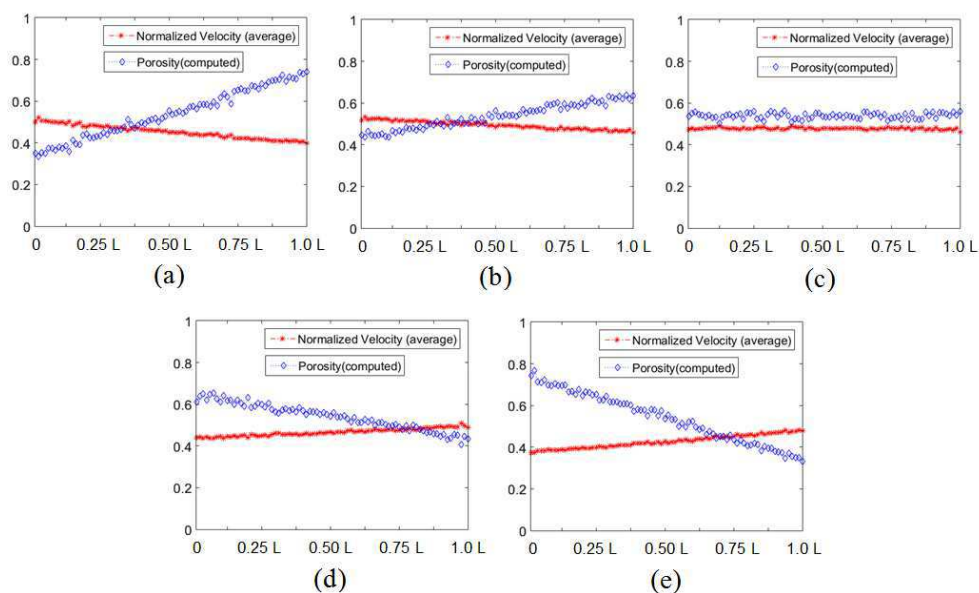 1
0.8
0.6
0.4
0.2
0
Normalized Velocity (average)
Porosity(computed)
0 0.25 L 0.50 L 0.75 L 1.0 L
(a)
1
0.8
0.6
0.4
0.2
0
Normalized Velocity (average)
Porosity(computed)
0 0.25 L 0.50 L 0.75 L 1.0 L
(b)
1
0.8
0.6
0.4
0.2
0
Normalized Velocity (average)
Porosity(computed)
0 0.25 L 0.50 L 0.75 L 1.0 L
(c)
1
0.8
0.6
0.4
0.2
0
Normalized Velocity (average)
Porosity(computed)
0 0.25 L 0.50 L 0.75 L 1.0 L
(d)
1
0.8
0.6
0.4
0.2
0
Normalized Velocity (average)
Porosity(computed)
0 0.25 L 0.50 L 0.75 L 1.0 L
(e)